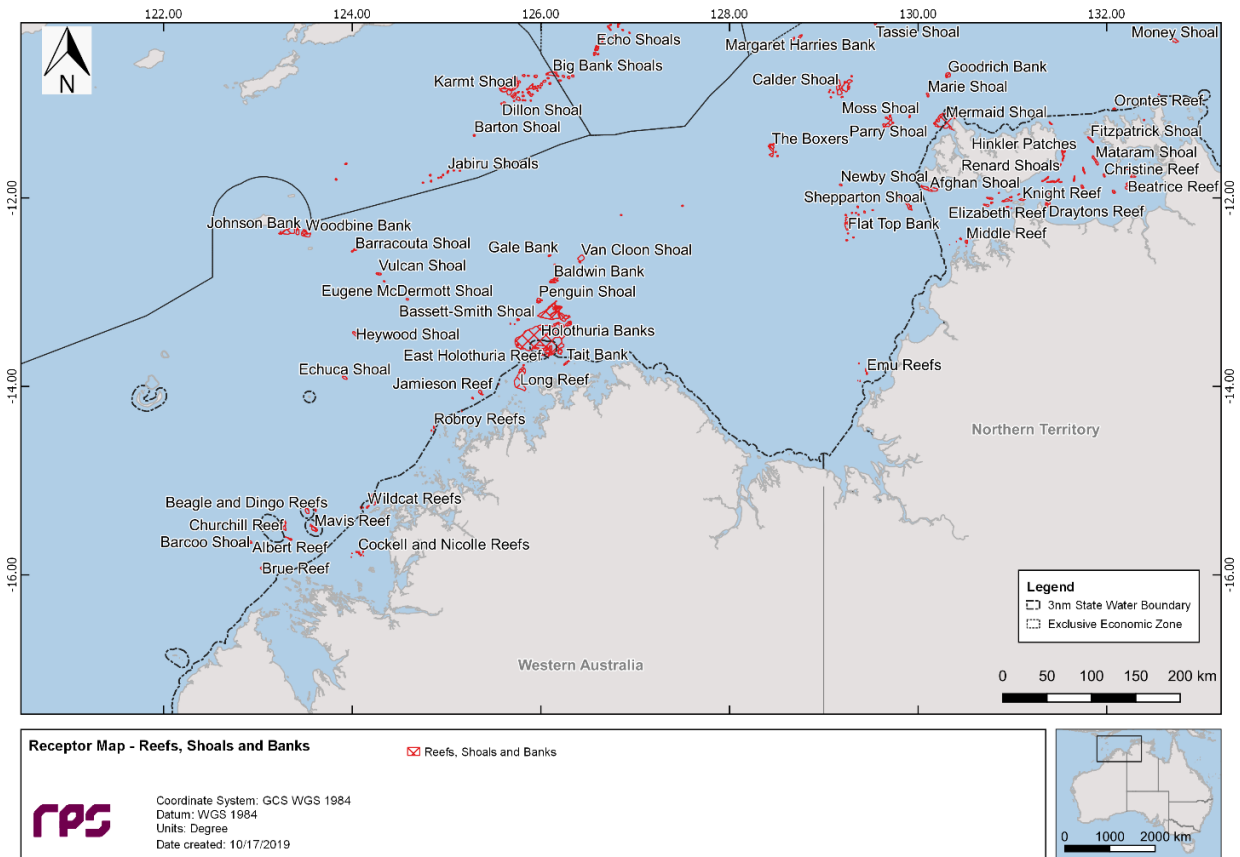 122.00
124.00
126.00
128.00
130.00
132.00
N
Echo Shoals
Tassie Shoal
Margaret Harries Bank
Money Shoal
Big Bank Shoals
Goodrich Bank
Karmt Shoal
Calder Shoal
Marie Shoal
Dillon Shoal
Moss Shoal
Mermaid Shoal
Orontes Reef
Barton Shoal
The Boxers
Parry Shoal
Fitzpatrick Shoal
Hinkler Patches
Mataram Shoal
Jabiru Shoals
Renard Shoals
Christine Reef
Newby Shoal
Afghan Shoal
Beatrice Reef
-12.00
-12.00
Shepparton Shoal
Knight Reef
Johnson Bank
Woodbine Bank
Flat Top Bank
Elizabeth Reef
Draytons Reef
Middle Reef
Barracouta Shoal
Gale Bank
Van Cloon Shoal
Vulcan Shoal
Baldwin Bank
Eugene McDermott Shoal
Penguin Shoal
Bassett-Smith Shoal
Heywood Shoal
Holothuria Banks
East Holothuria Reef
Tait Bank
Echuca Shoal
Emu Reefs
Jamieson Reef
Long Reef
-14.00
-14.00
Robroy Reefs
Northern Territory
Beagle and Dingo Reefs
Wildcat Reefs
Churchill Reef
Mavis Reef
Barcoo Shoal
Albert Reef
Cockell and Nicolle Reefs
Brue Reef
-16.00
-16.00
Western Australia
Legend
3nm State Water Boundary
Exclusive Economic Zone
0 50 100 150 200 km
Receptor Map - Reefs, Shoals and Banks
Reefs, Shoals and Banks
rps
Coordinate System: GCS WGS 1984
Datum: WGS 1984
Units: Degree
Date created: 10/17/2019
0 1000 2000 km